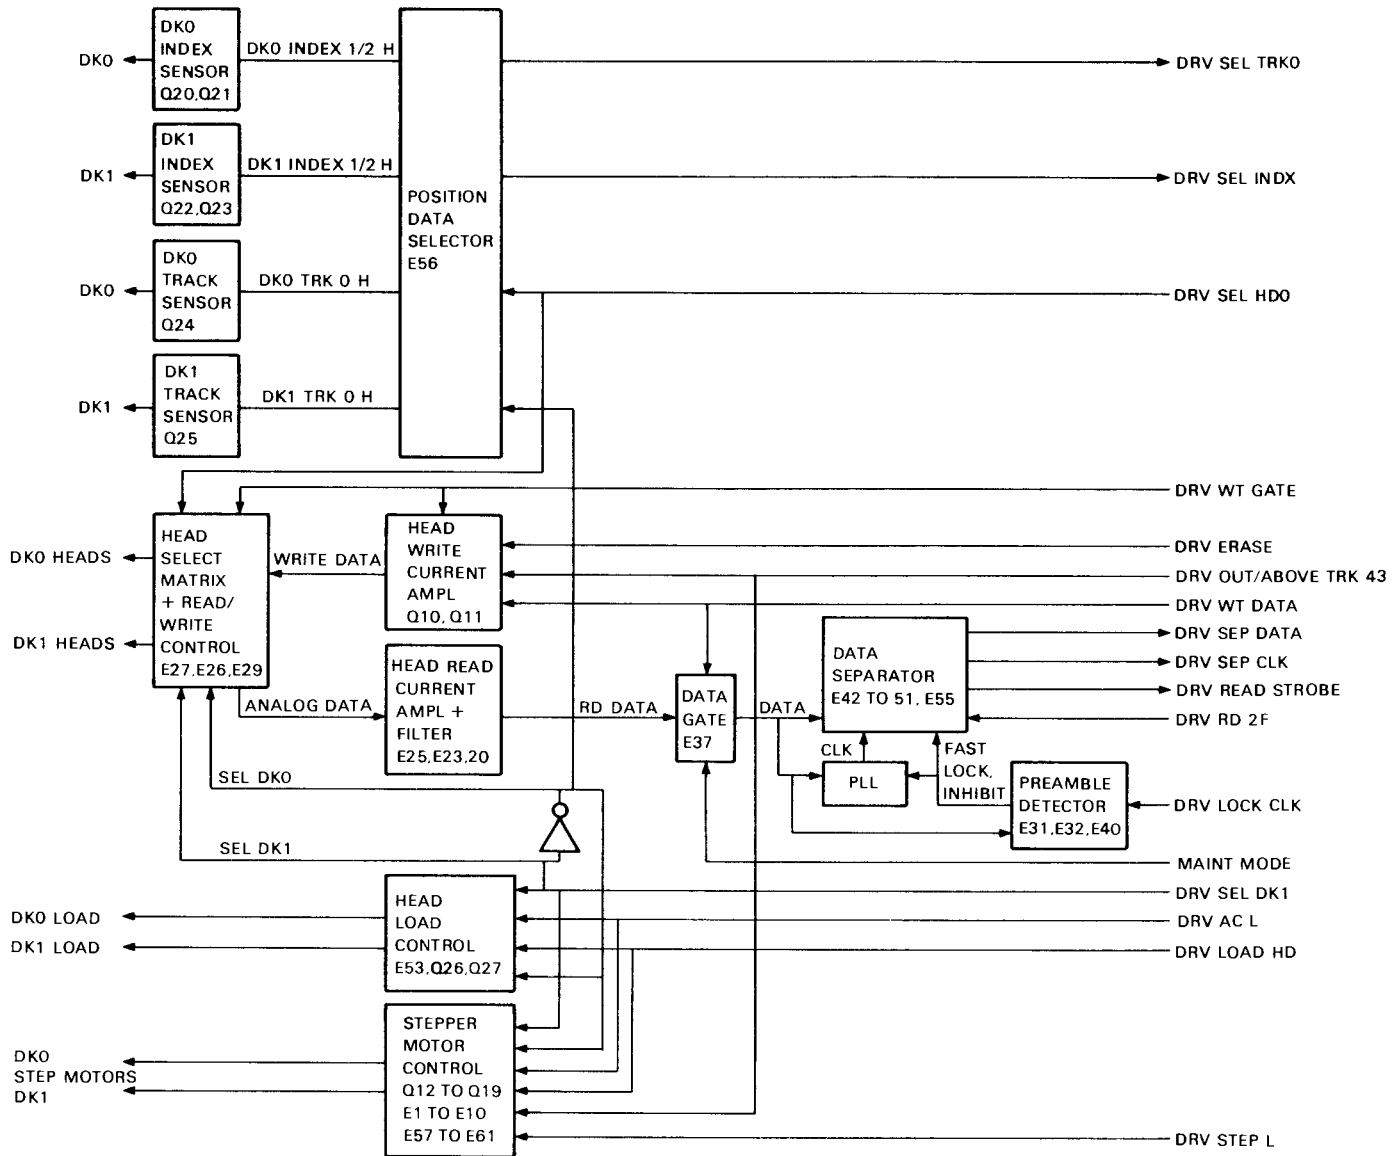 DK0
DK0
INDEX
SENSOR
Q20,Q21
DK0 INDEX 1/2 H
DRV SEL TRK0
DK1
DK1
INDEX
SENSOR
Q22,Q23
DK1 INDEX 1/2 H
DRV SEL INDX
POSITION
DATA
SELECTOR
E56
DK0
DK0
TRACK
SENSOR
Q24
DK0 TRK 0 H
DRV SEL HD0
DK1
DK1
TRACK
SENSOR
Q25
DK1 TRK 0 H
DRV WT GATE
DK0 HEADS
DK1 HEADS
HEAD
SELECT
MATRIX
+ READ/
WRITE
CONTROL
E27,E26,E29
WRITE DATA
HEAD
WRITE
CURRENT
AMPL
Q10, Q11
DRV ERASE
DRV OUT/ABOVE TRK 43
DRV WT DATA
ANALOG DATA
HEAD READ
CURRENT
AMPL +
FILTER
E25,E23,20
RD DATA
DATA
GATE
E37
DATA
DATA
SEPARATOR
E42 TO 51, E55
DRV SEP DATA
DRV SEP CLK
DRV READ STROBE
DRV RD 2F
CLK
FAST
LOCK,
INHIBIT
PLL
PREAMBLE
DETECTOR
E31,E32,E40
DRV LOCK CLK
SEL DK0
SEL DK1
MAINT MODE
DRV SEL DK1
DRV AC L
DRV LOAD HD
DK0 LOAD
DK1 LOAD
HEAD
LOAD
CONTROL
E53,Q26,Q27
DK0
STEP MOTORS
DK1
STEPPER
MOTOR
CONTROL
Q12 TO Q19
E1 TO E10
E57 TO E61
DRV STEP L